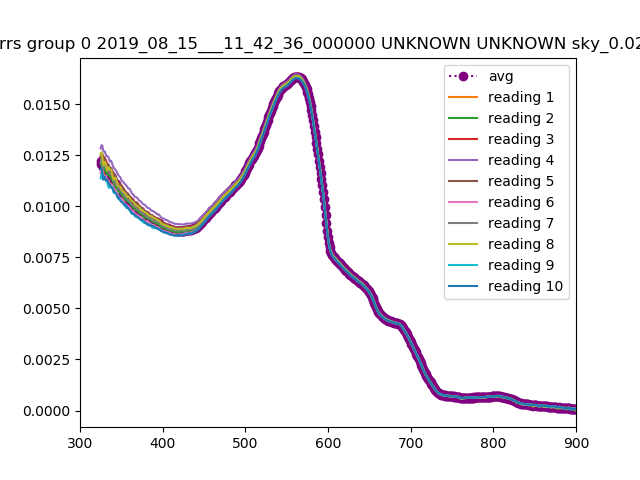 rrs group 0 2019_08_15___11_42_36_000000 UNKNOWN UNKNOWN sky_0.02
avg
reading 1
reading 2
reading 3
reading 4
reading 5
reading 6
reading 7
reading 8
reading 9
reading 10
0.0150
0.0125
0.0100
0.0075
0.0050
0.0025
0.0000
300 400 500 600 700 800 900